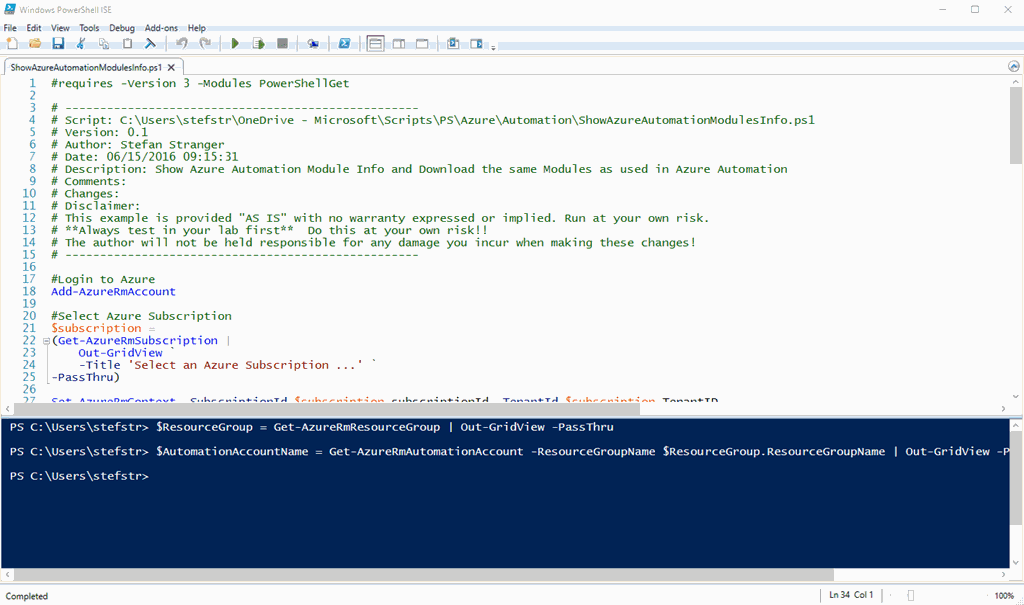 Windows PowerShell ISE
File Edit View Tools Debug Add-ons Help
ShowAzureAutomationModulesInfo.ps1 X
1 #requires -Version 3 -Modules PowerShellGet
2
3 # ---------------------------------------------------
4 # Script: C:\Users\stefstr\OneDrive - Microsoft\Scripts\PS\Azure\Automation\ShowAzureAutomationModulesInfo.ps1
5 # Version: 0.1
6 # Author: Stefan Stranger
7 # Date: 06/15/2016 09:15:31
8 # Description: Show Azure Automation Module Info and Download the same Modules as used in Azure Automation
9 # Comments:
10 # Changes:
11 # Disclaimer:
12 # This example is provided "AS IS" with no warranty expressed or implied. Run at your own risk.
13 # **Always test in your lab first**  Do this at your own risk!!
14 # The author will not be held responsible for any damage you incur when making these changes!
15 # ---------------------------------------------------
16
17 #Login to Azure
18 Add-AzureRmAccount
19
20 #Select Azure Subscription
21 $subscription =
22 (Get-AzureRmSubscription |
23 Out-GridView `
24 -Title 'Select an Azure Subscription ...' `
25 -PassThru)
26
27 Set-AzureRmContext -SubscriptionId $subscription.subscriptionId -TenantId $subscription.TenantID
PS C:\Users\stefstr> $ResourceGroup = Get-AzureRmResourceGroup | Out-GridView -PassThru
PS C:\Users\stefstr> $AutomationAccountName = Get-AzureRmAutomationAccount -ResourceGroupName $ResourceGroup.ResourceGroupName | Out-GridView -P
PS C:\Users\stefstr>
Completed
Ln 34 Col 1
100%